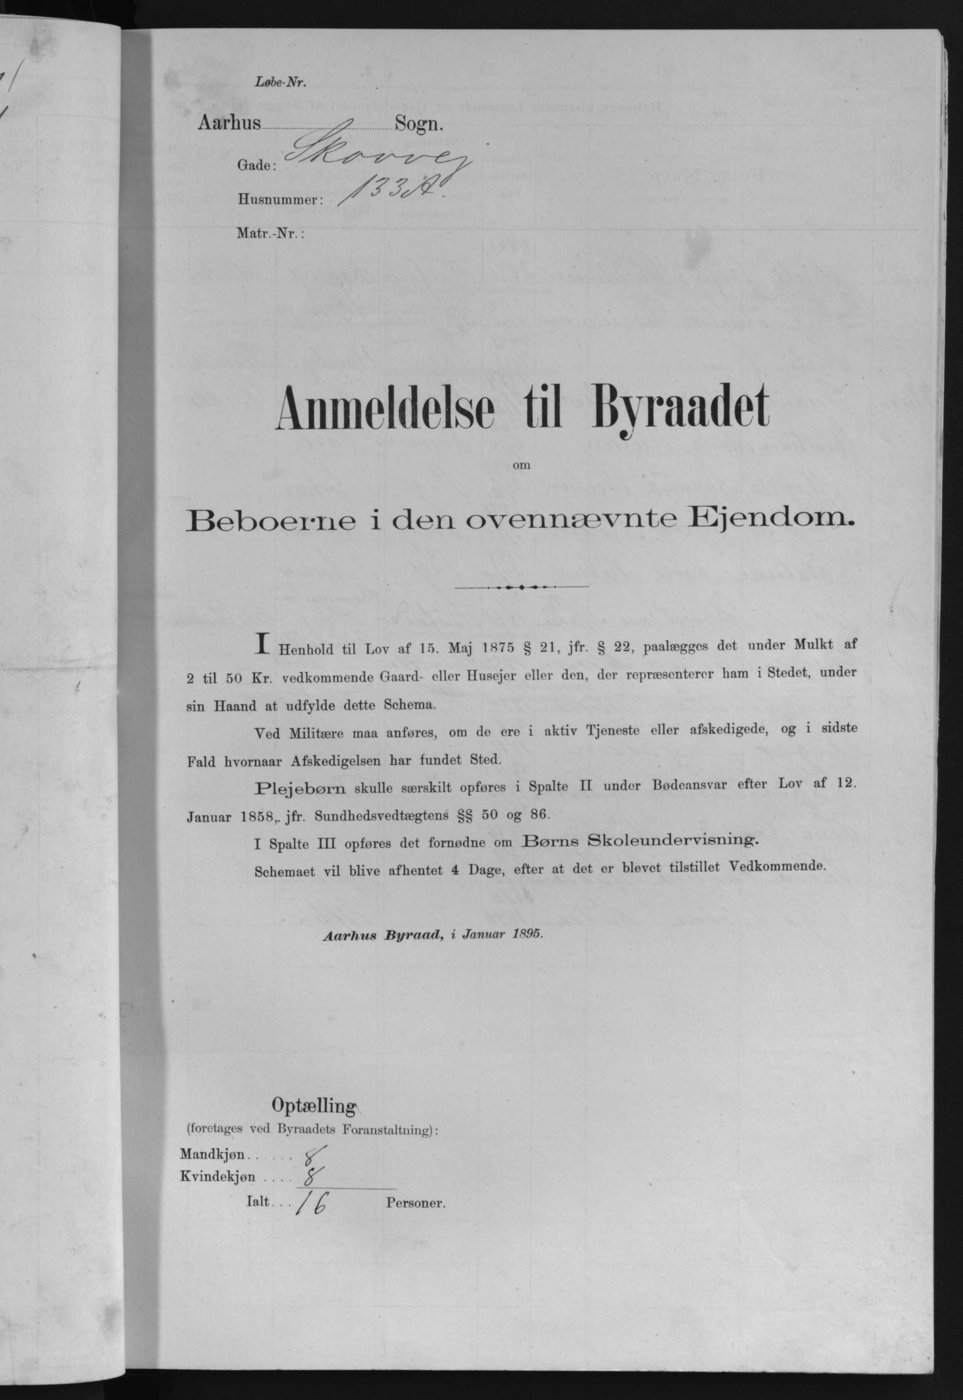 Løbe-Nr.
Aarhus Sogn.
Gade: Skovvej
Husnummer: 133A.
Matr.-Nr.:
Anmeldelse til Byraadet
om
Beboerne i den ovennævnte Ejendom.
I Henhold til Lov af 15. Maj 1875 § 21, jfr. § 22, paalægges det under Mulkt af
2 til 50 Kr. vedkommende Gaard- eller Husejer eller den, der repræsenterer ham i Stedet, under
sin Haand at udfylde dette Schema.
Ved Militære maa anføres, om de ere i aktiv Tjeneste eller afskedigede, og i sidste
Fald hvornaar Afskedigelsen har fundet Sted.
Plejebørn skulle særskilt opføres i Spalte II under Bødeansvar efter Lov af 12.
Januar 1858, jfr. Sundhedsvedtægtens §§ 50 og 86.
I Spalte III opføres det fornødne om Børns Skoleundervisning.
Schemaet vil blive afhentet 4 Dage, efter at det er blevet tilstillet Vedkommende.
Aarhus Byraad, i Januar 1895.
Optælling
(foretages ved Byraadets Foranstaltning):
Mandkjøn...... 8
Kvindekjøn .... 8
Ialt... 16 Personer.